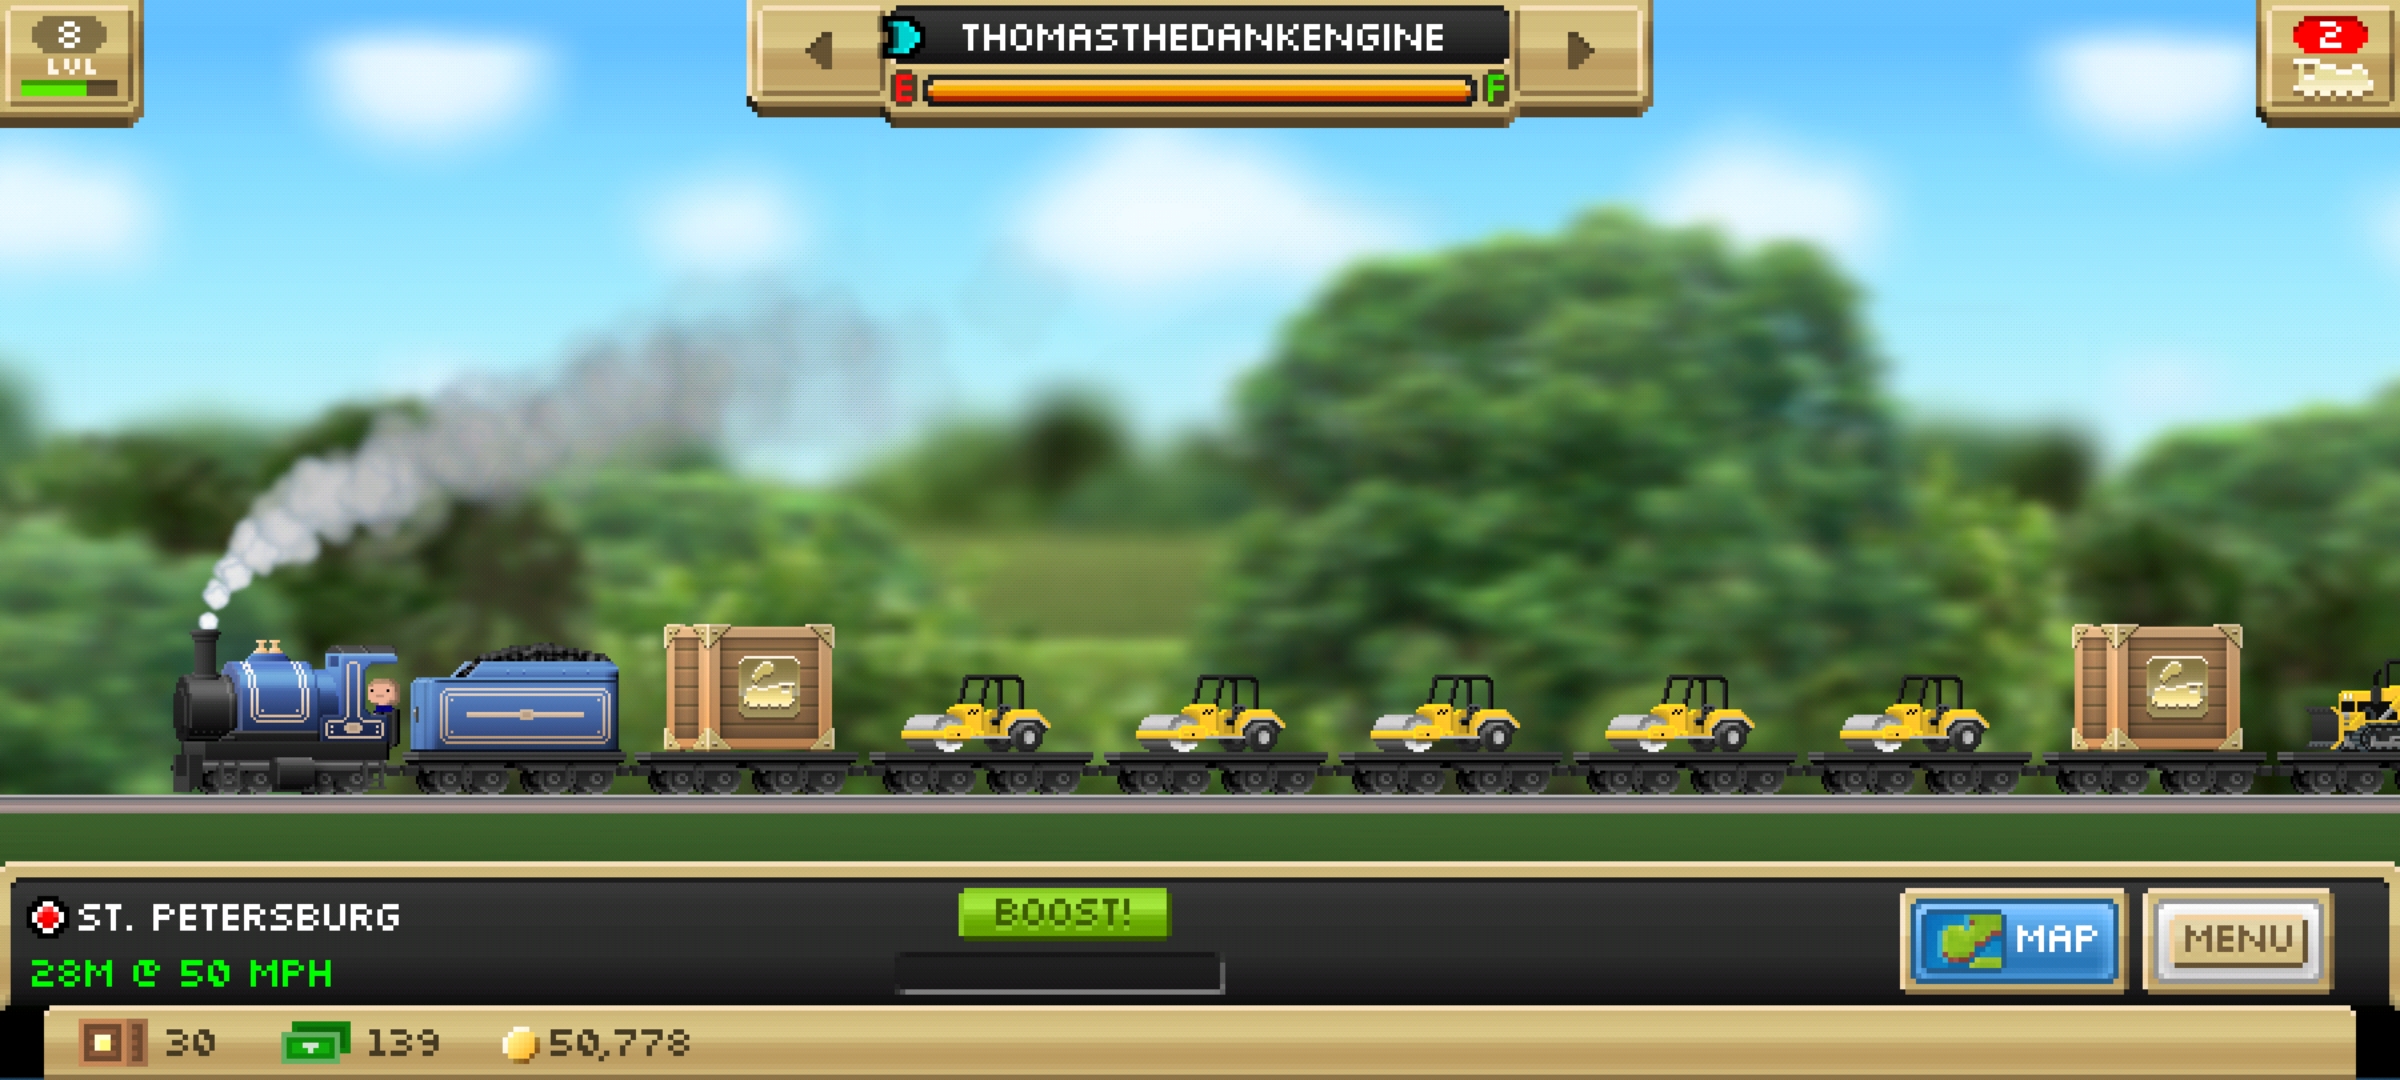 8
LVL
THOMASTHEDANKENGINE
E F
2
ST. PETERSBURG
28M @ 50 MPH
BOOST!
MAP
MENU
30
139
50,778